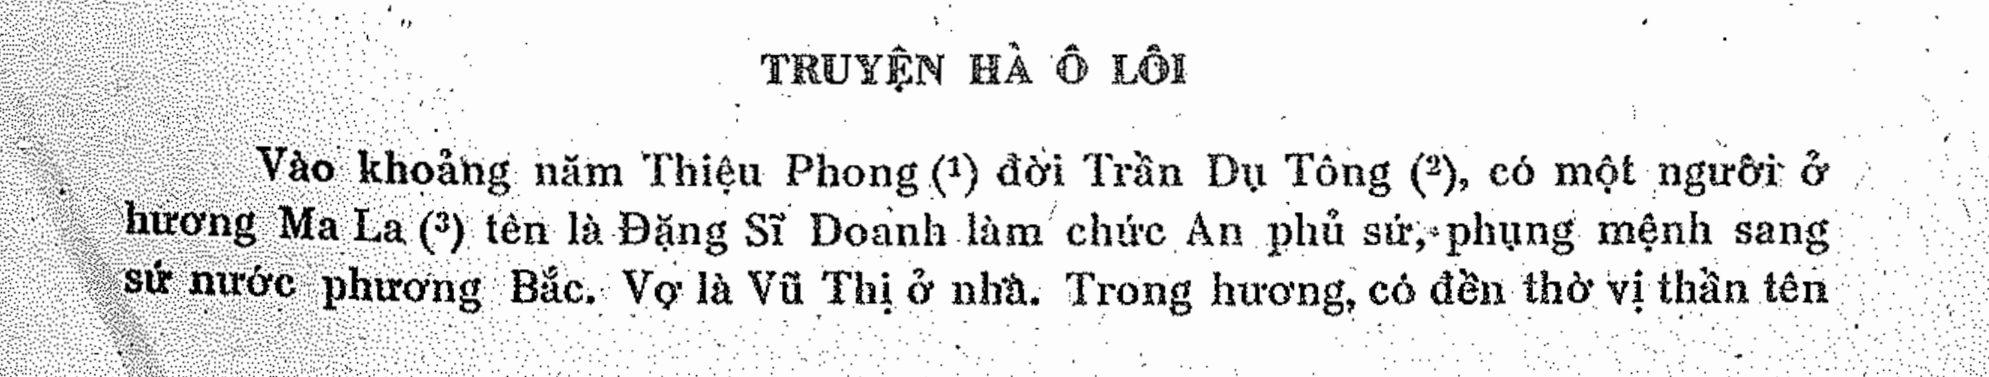 TRUYỆN HÀ Ô LÔI
Vào khoảng năm Thiệu Phong (¹) đời Trần Dụ Tông (²), có một người ở
hương Ma La (³) tên là Đặng Sĩ Doanh làm chức An phủ sứ, phụng mệnh sang
sứ nước phương Bắc. Vợ là Vũ Thị ở nhà. Trong hương, có đền thờ vị thần tên